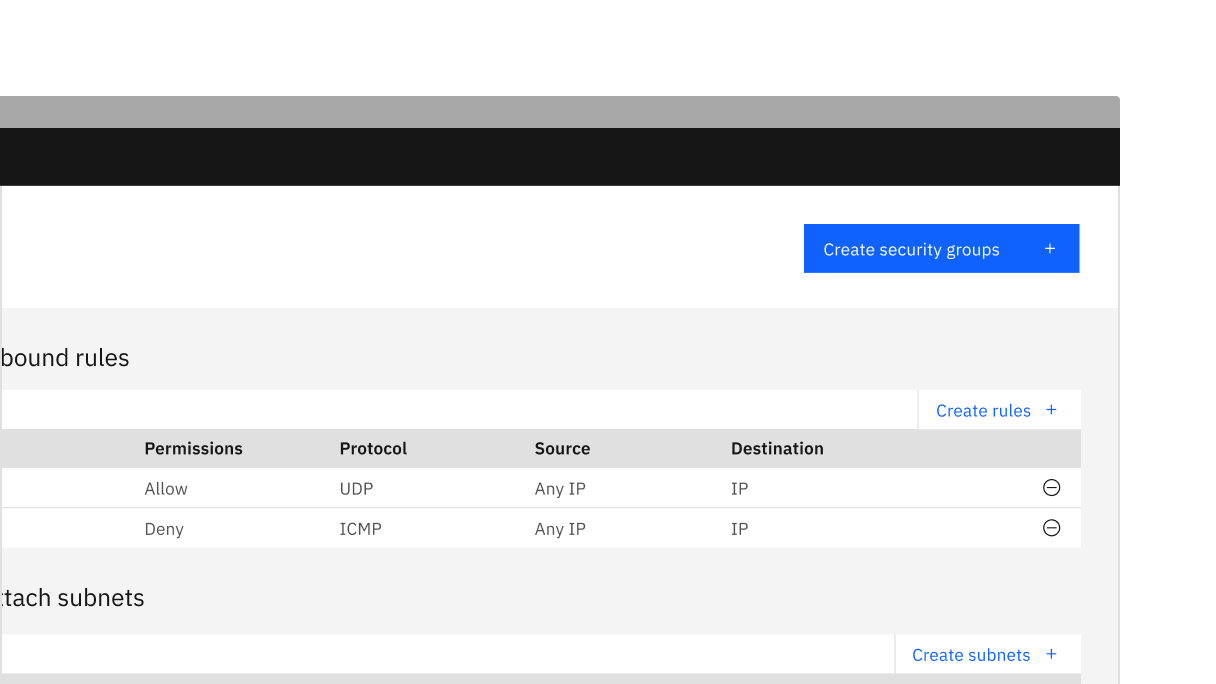 Create security groups +
bound rules
Create rules +
Permissions Protocol Source Destination
Allow UDP Any IP IP
Deny ICMP Any IP IP
ttach subnets
Create subnets +